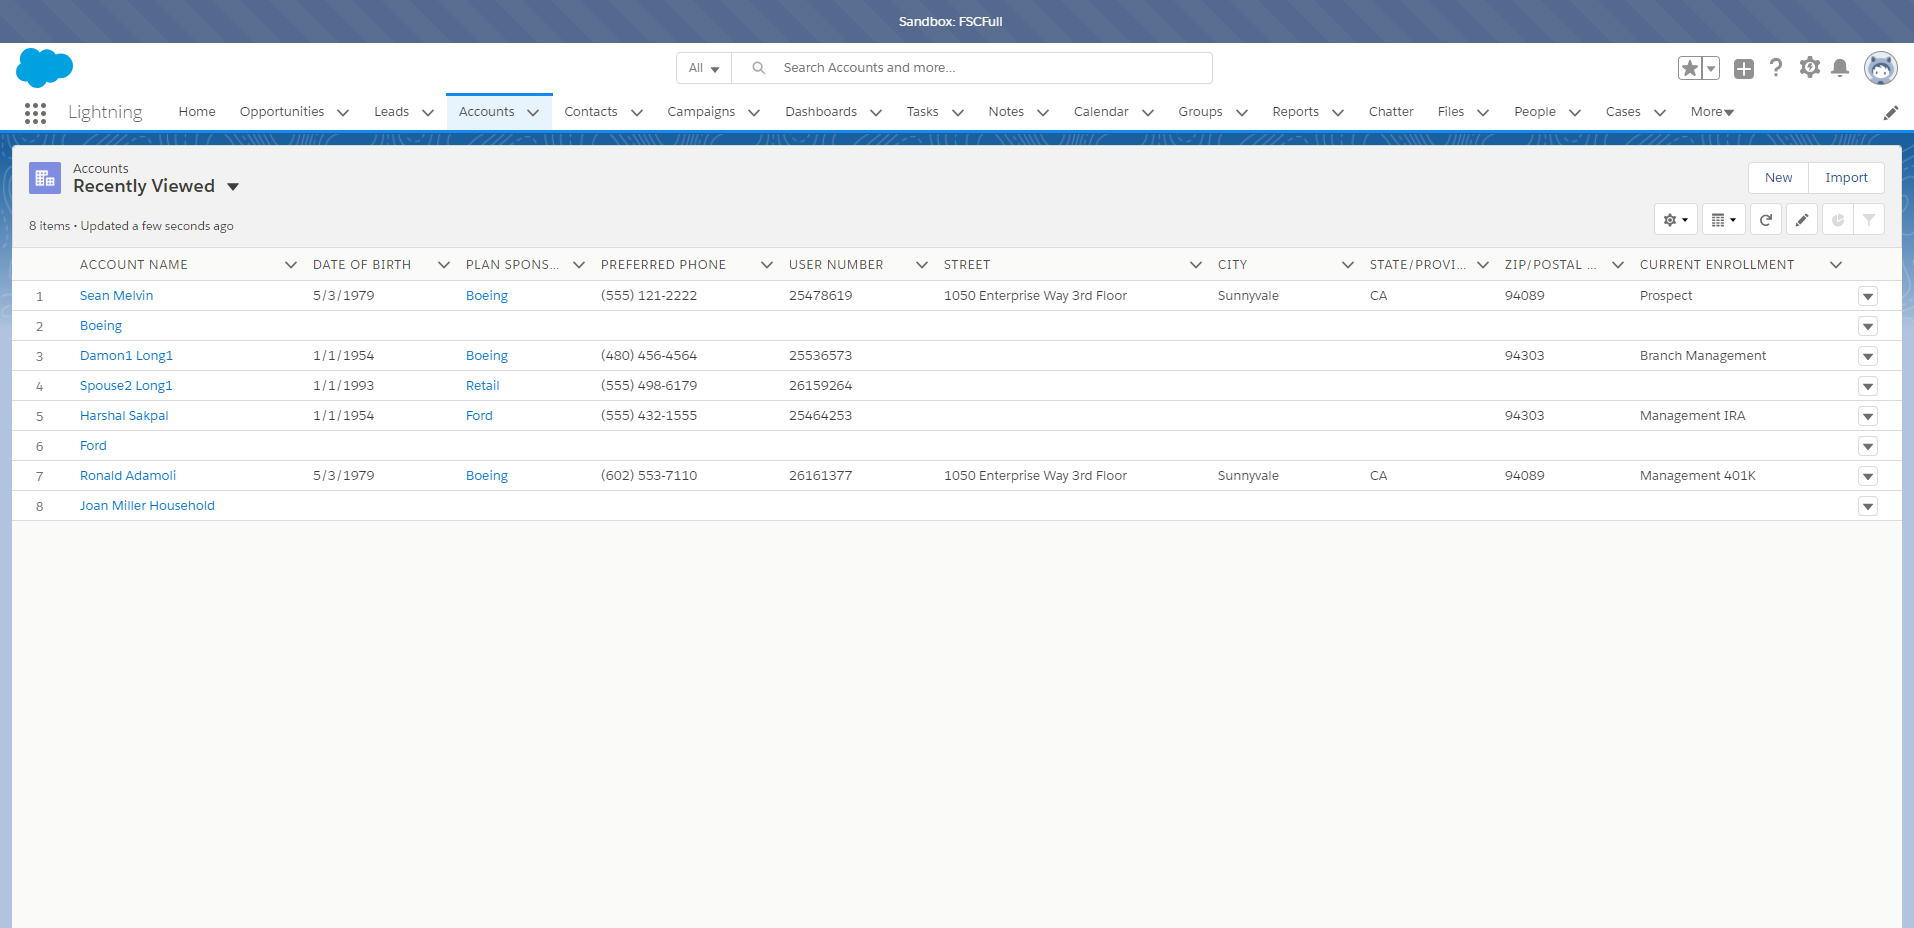 Sandbox: FSCFull
All Search Accounts and more...
Lightning Home Opportunities Leads Accounts Contacts Campaigns Dashboards Tasks Notes Calendar Groups Reports Chatter Files People Cases More
Accounts
Recently Viewed
New Import
8 items • Updated a few seconds ago
ACCOUNT NAME DATE OF BIRTH PLAN SPONS... PREFERRED PHONE USER NUMBER STREET CITY STATE/PROVI... ZIP/POSTAL ... CURRENT ENROLLMENT
1 Sean Melvin 5/3/1979 Boeing (555) 121-2222 25478619 1050 Enterprise Way 3rd Floor Sunnyvale CA 94089 Prospect
2 Boeing
3 Damon1 Long1 1/1/1954 Boeing (480) 456-4564 25536573 94303 Branch Management
4 Spouse2 Long1 1/1/1993 Retail (555) 498-6179 26159264
5 Harshal Sakpal 1/1/1954 Ford (555) 432-1555 25464253 94303 Management IRA
6 Ford
7 Ronald Adamoli 5/3/1979 Boeing (602) 553-7110 26161377 1050 Enterprise Way 3rd Floor Sunnyvale CA 94089 Management 401K
8 Joan Miller Household